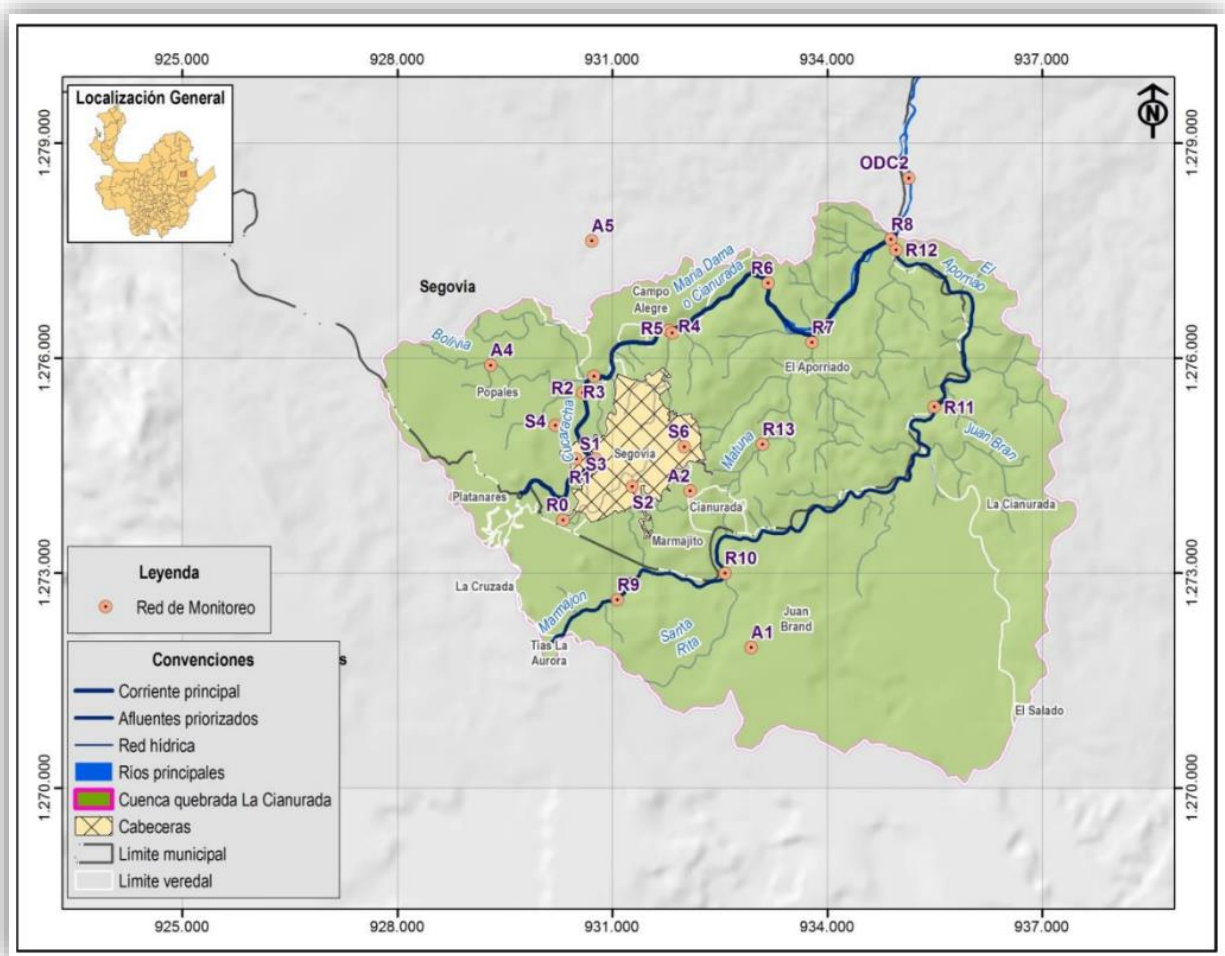 925.000
928.000
931.000
934.000
937.000
Localización General
N
1.279.000
1.279.000
ODC2
A5
R8
R12
El
Aporriao
Segovia
Maria Dama
o Cianurada
R6
Campo
Alegre
R5
R4
R7
1.276.000
1.276.000
Bolivia
A4
El Aporriado
Popales
R2
R3
R11
S4
Cucaracha
S1
S6
R13
Juan Bran
Segovia
S3
Matuna
R1
A2
Platanares
La Cianurada
R0
S2
Cianurada
Marmajito
1.273.000
1.273.000
R10
Leyenda
Red de Monitoreo
La Cruzada
R9
Marmajon
Juan
Brand
Santa
Rita
A1
Tias La
Aurora
Convenciones
s
Corriente principal
Afluentes priorizados
Red hídrica
Ríos principales
Cuenca quebrada La Cianurada
Cabeceras
Límite municipal
Límite veredal
El Salado
1.270.000
1.270.000
925.000
928.000
931.000
934.000
937.000